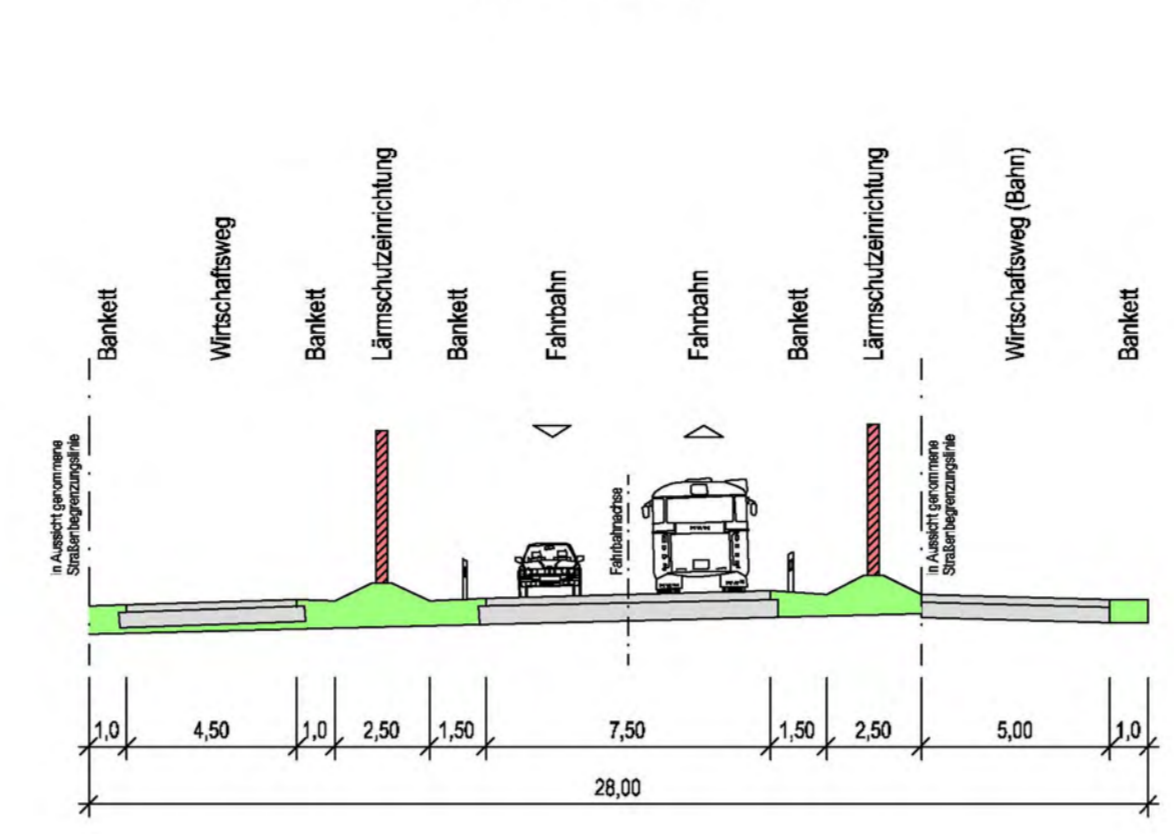 Bankett
Wirtschaftsweg
Bankett
Lärmschutzeinrichtung
Bankett
Fahrbahn
Fahrbahn
Bankett
Lärmschutzeinrichtung
Wirtschaftsweg (Bahn)
Bankett
in Aussicht genommene
Straßenbegrenzungslinie
Fahrbahnachse
in Aussicht genommene
Straßenbegrenzungslinie
1,0 4,50 1,0 2,50 1,50 7,50 1,50 2,50 5,00 1,0
28,00